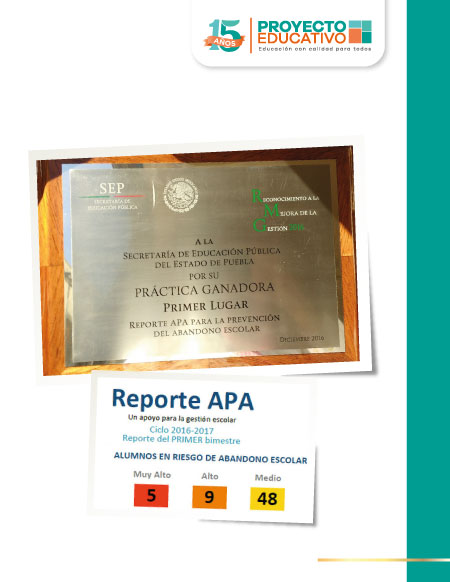 15
AÑOS
PROYECTO
EDUCATIVO
Educación con calidad para todos
SEP
SECRETARÍA DE
EDUCACIÓN PÚBLICA
RECONOCIMIENTO A LA
MEJORA DE LA
GESTIÓN 2016
A LA
SECRETARÍA DE EDUCACIÓN PÚBLICA
DEL ESTADO DE PUEBLA
POR SU
PRÁCTICA GANADORA
PRIMER LUGAR
REPORTE APA PARA LA PREVENCIÓN
DEL ABANDONO ESCOLAR
DICIEMBRE 2016
Reporte APA
Un apoyo para la gestión escolar
Ciclo 2016-2017
Reporte del PRIMER bimestre
ALUMNOS EN RIESGO DE ABANDONO ESCOLAR
Muy Alto Alto Medio
5 9 48